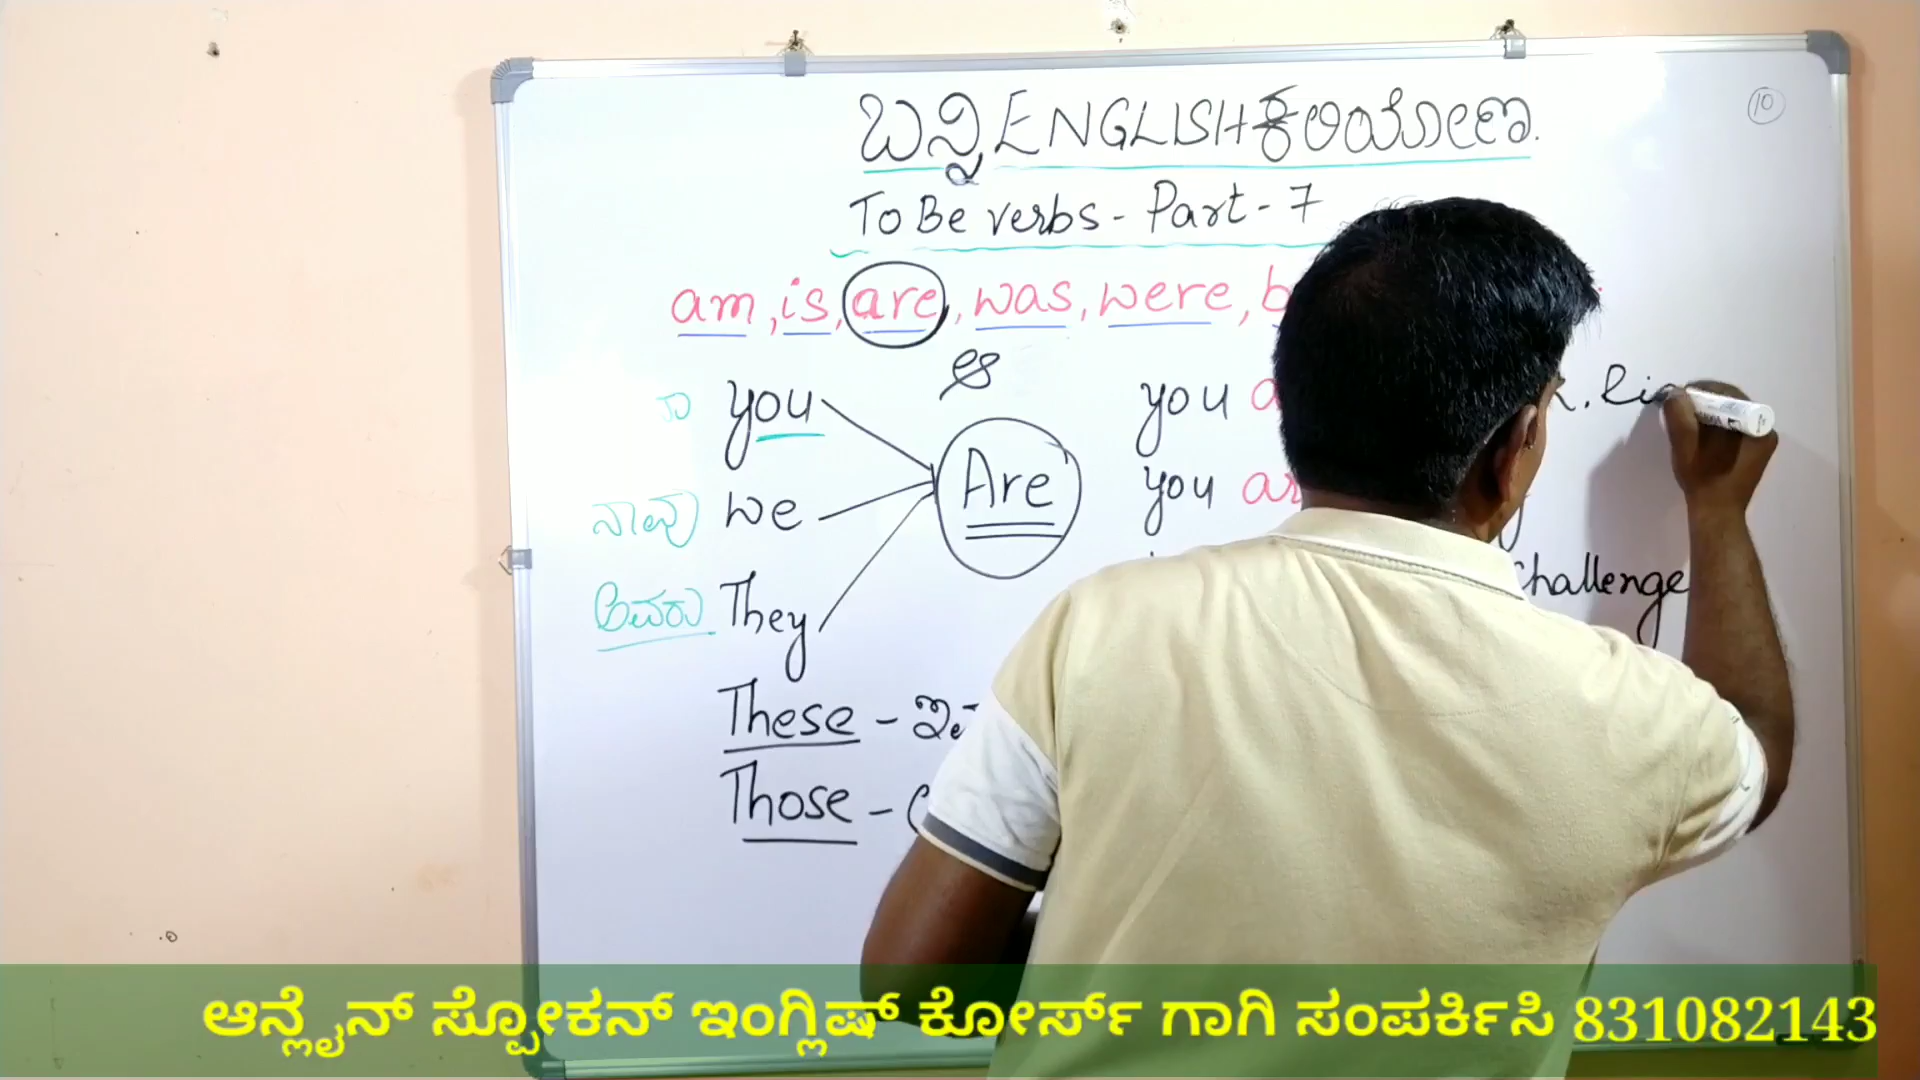 ಬನ್ನಿ ENGLISH ಕಲಿಯೋಣ.
10
To Be verbs - Part - 7
am, is, are, was, were,
ಆ
you
you
ನಾವು we
Are
you
ಅವರು They
challenge
These -
Those -
ಆನ್ಲೈನ್ ಸ್ಪೋಕನ್ ಇಂಗ್ಲಿಷ್ ಕೋರ್ಸ್ ಗಾಗಿ ಸಂಪರ್ಕಿಸಿ 831082143